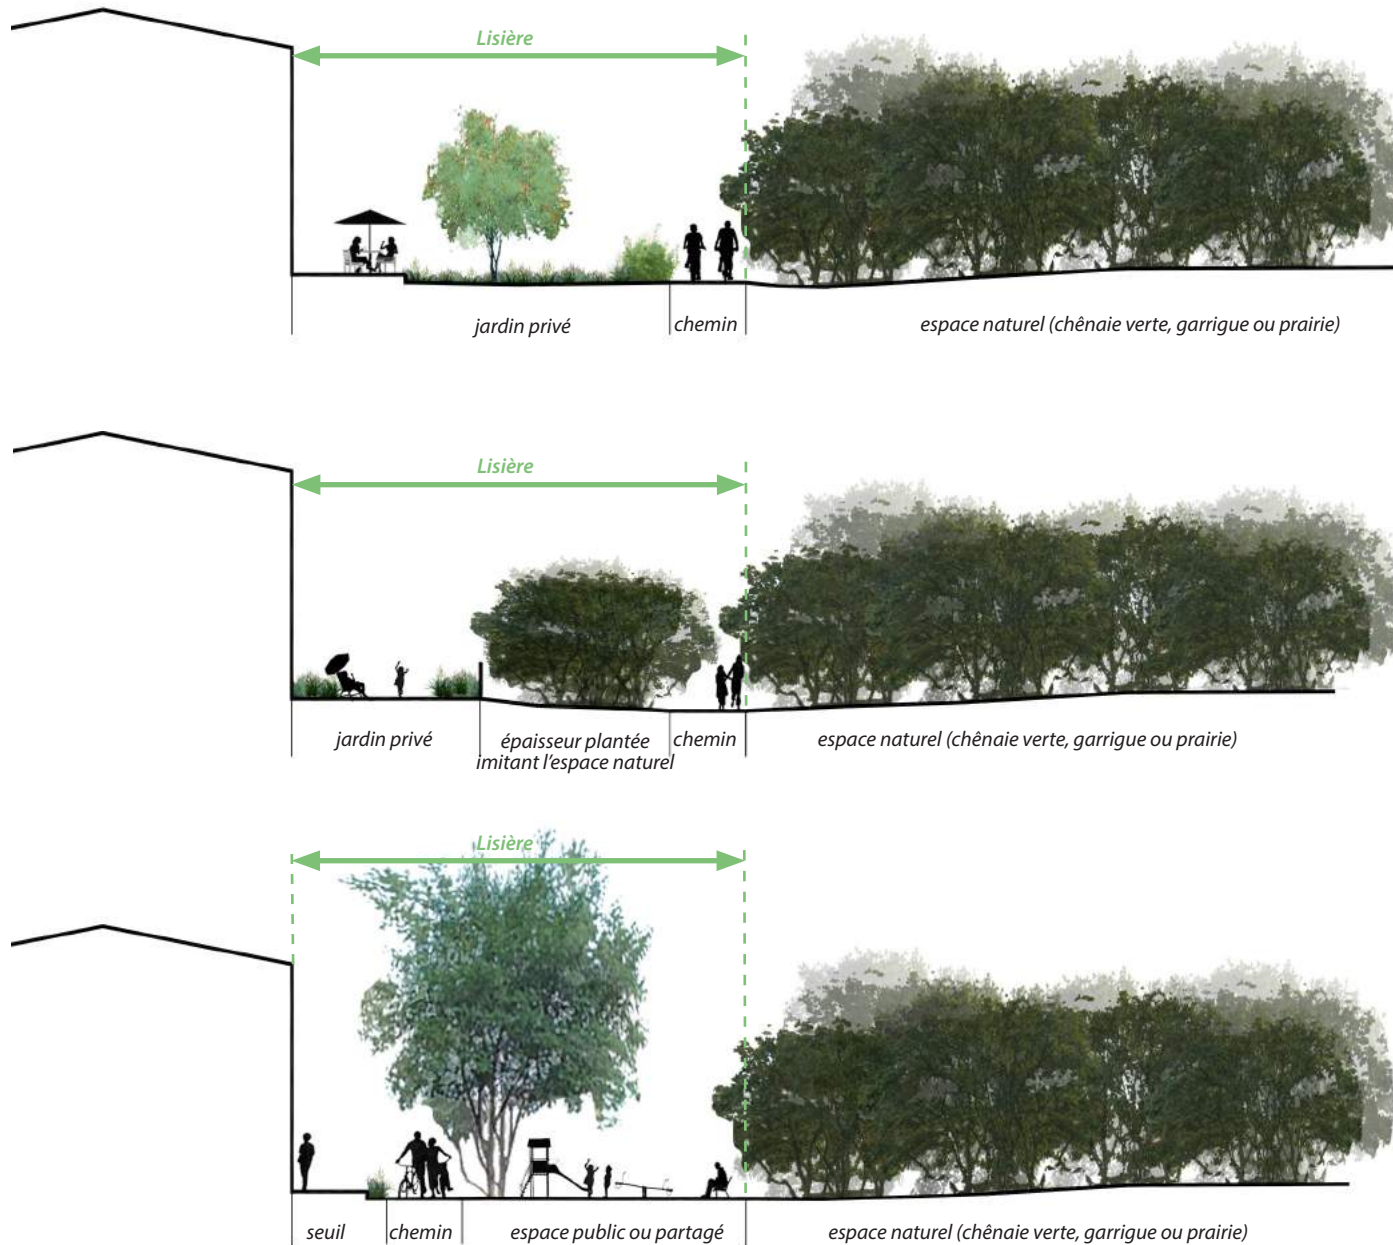 Lisière
jardin privé
chemin
espace naturel (chênaie verte, garrigue ou prairie)
Lisière
jardin privé
épaisseur plantée
imitant l'espace naturel
chemin
espace naturel (chênaie verte, garrigue ou prairie)
Lisière
seuil
chemin
espace public ou partagé
espace naturel (chênaie verte, garrigue ou prairie)